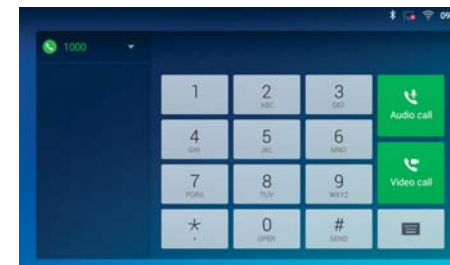 09
1000
1 2 3
ABC DEF
Audio call
4 5 6
GHI JKL MNO
Video call
7 8 9
PQRS TUV WXYZ
* 0 #
. OPER SEND